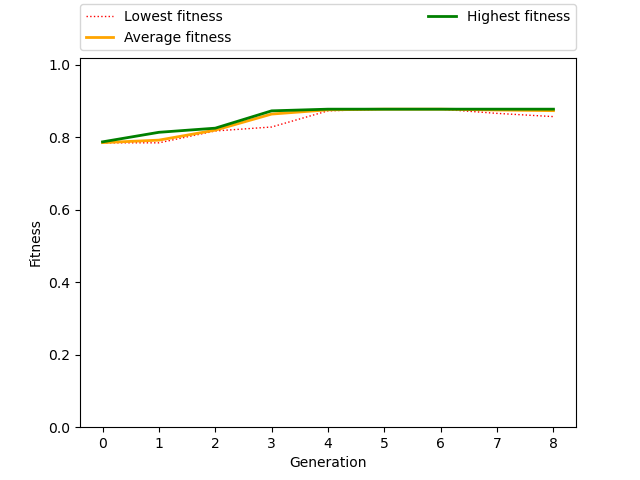 Lowest fitness
Average fitness
Highest fitness
1.0
0.8
0.6
0.4
0.2
0.0
Fitness
0 1 2 3 4 5 6 7 8
Generation